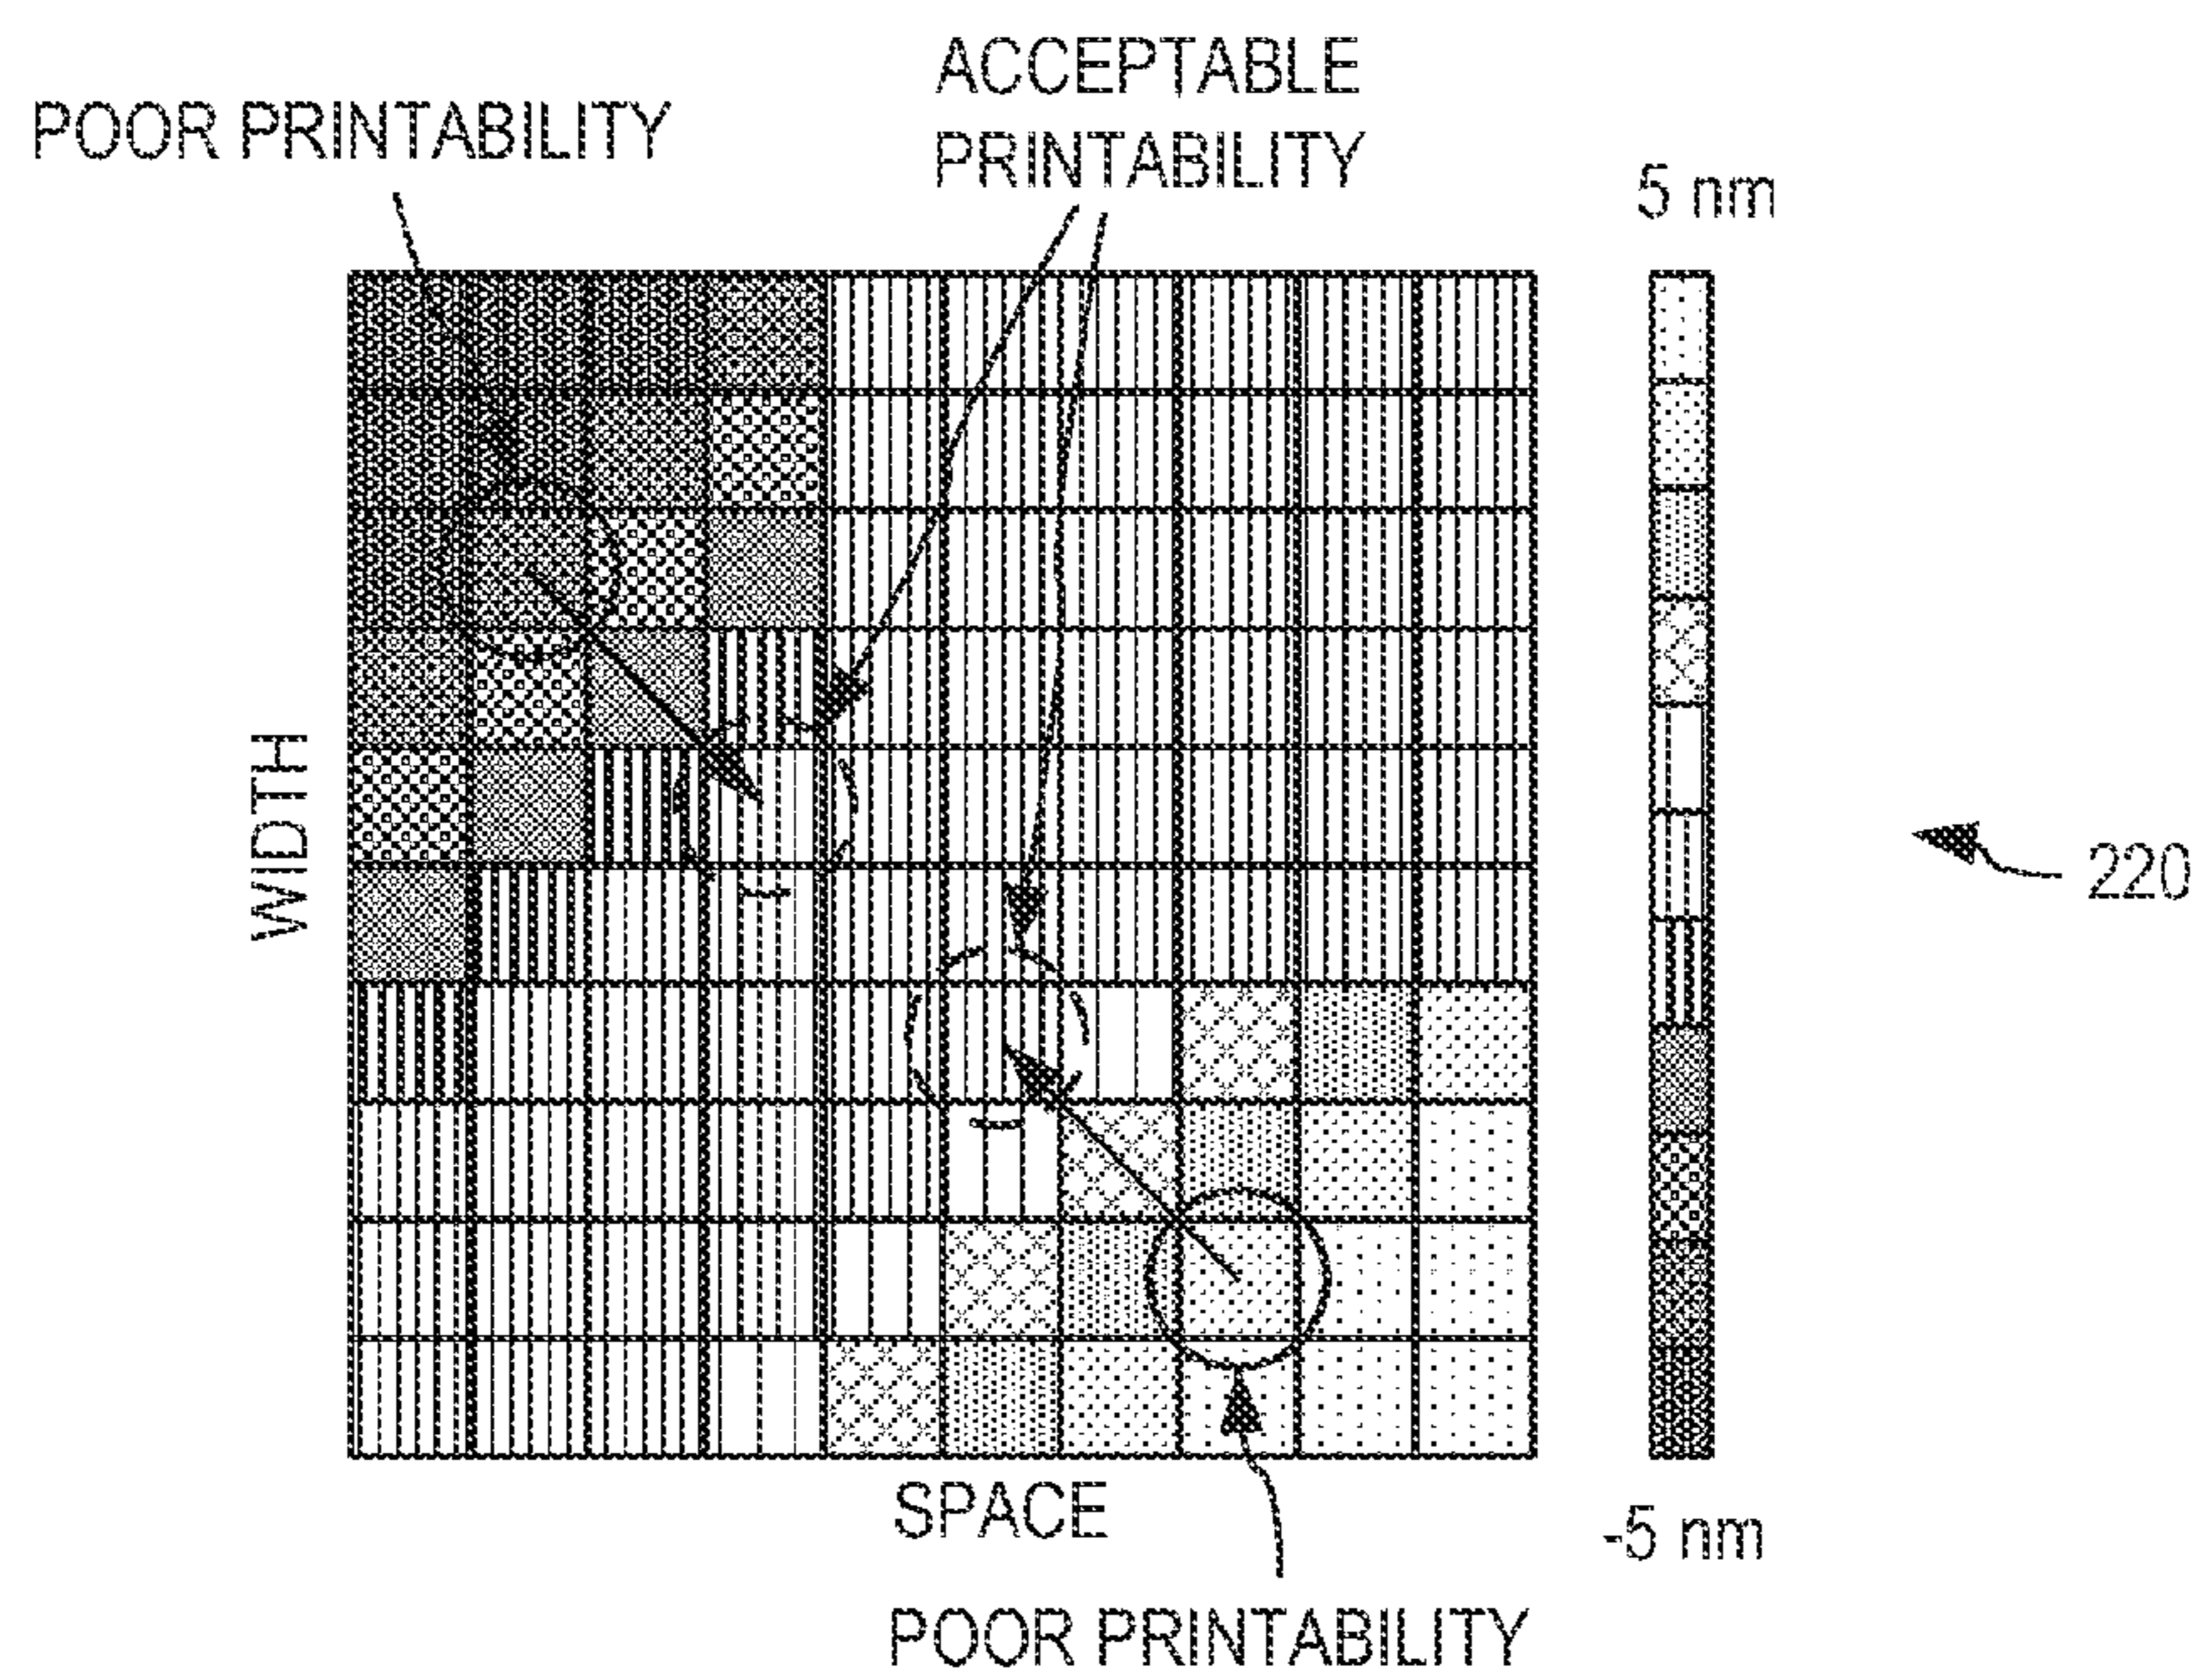 ACCEPTABLE
PRINTABILITY
POOR PRINTABILITY
5 nm
WIDTH
220
SPACE
-5 nm
POOR PRINTABILITY